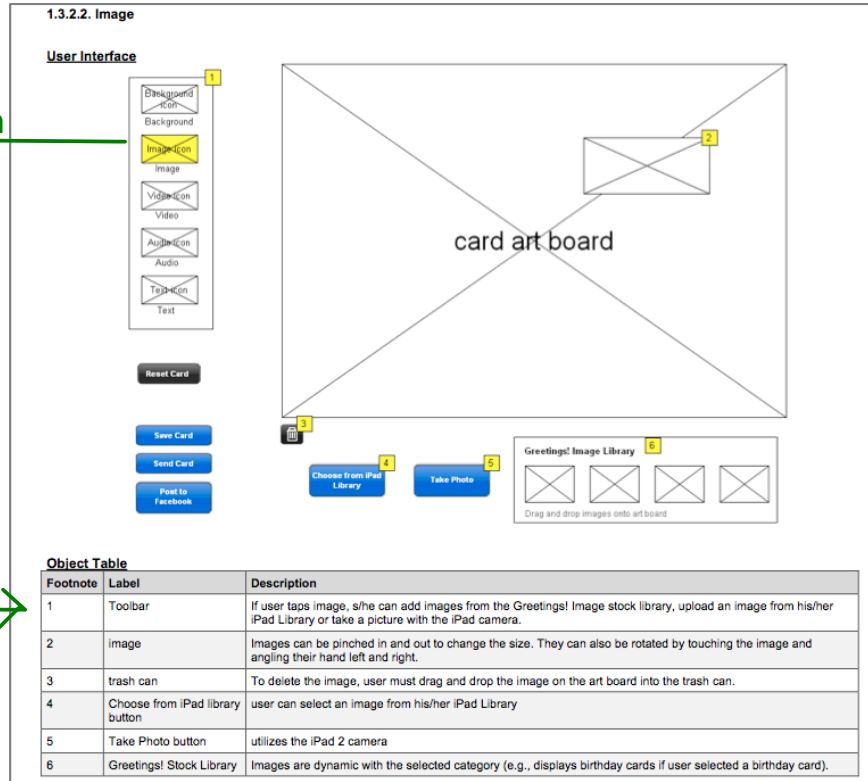 1.3.2.2. Image
User Interface
1
Background
icon
Background
Image icon
Image
Video icon
Video
Audio icon
Audio
Text icon
Text
2
card art board
Reset Card
Save Card
Send Card
Post to
Facebook
3
4
Choose from iPad
Library
5
Take Photo
Greetings! Image Library
6
Drag and drop images onto art board
Object Table
Footnote Label Description
1 Toolbar If user taps image, s/he can add images from the Greetings! Image stock library, upload an image from his/her
iPad Library or take a picture with the iPad camera.
2 image Images can be pinched in and out to change the size. They can also be rotated by touching the image and
angling their hand left and right.
3 trash can To delete the image, user must drag and drop the image on the art board into the trash can.
4 Choose from iPad library user can select an image from his/her iPad Library
button
5 Take Photo button utilizes the iPad 2 camera
6 Greetings! Stock Library Images are dynamic with the selected category (e.g., displays birthday cards if user selected a birthday card).